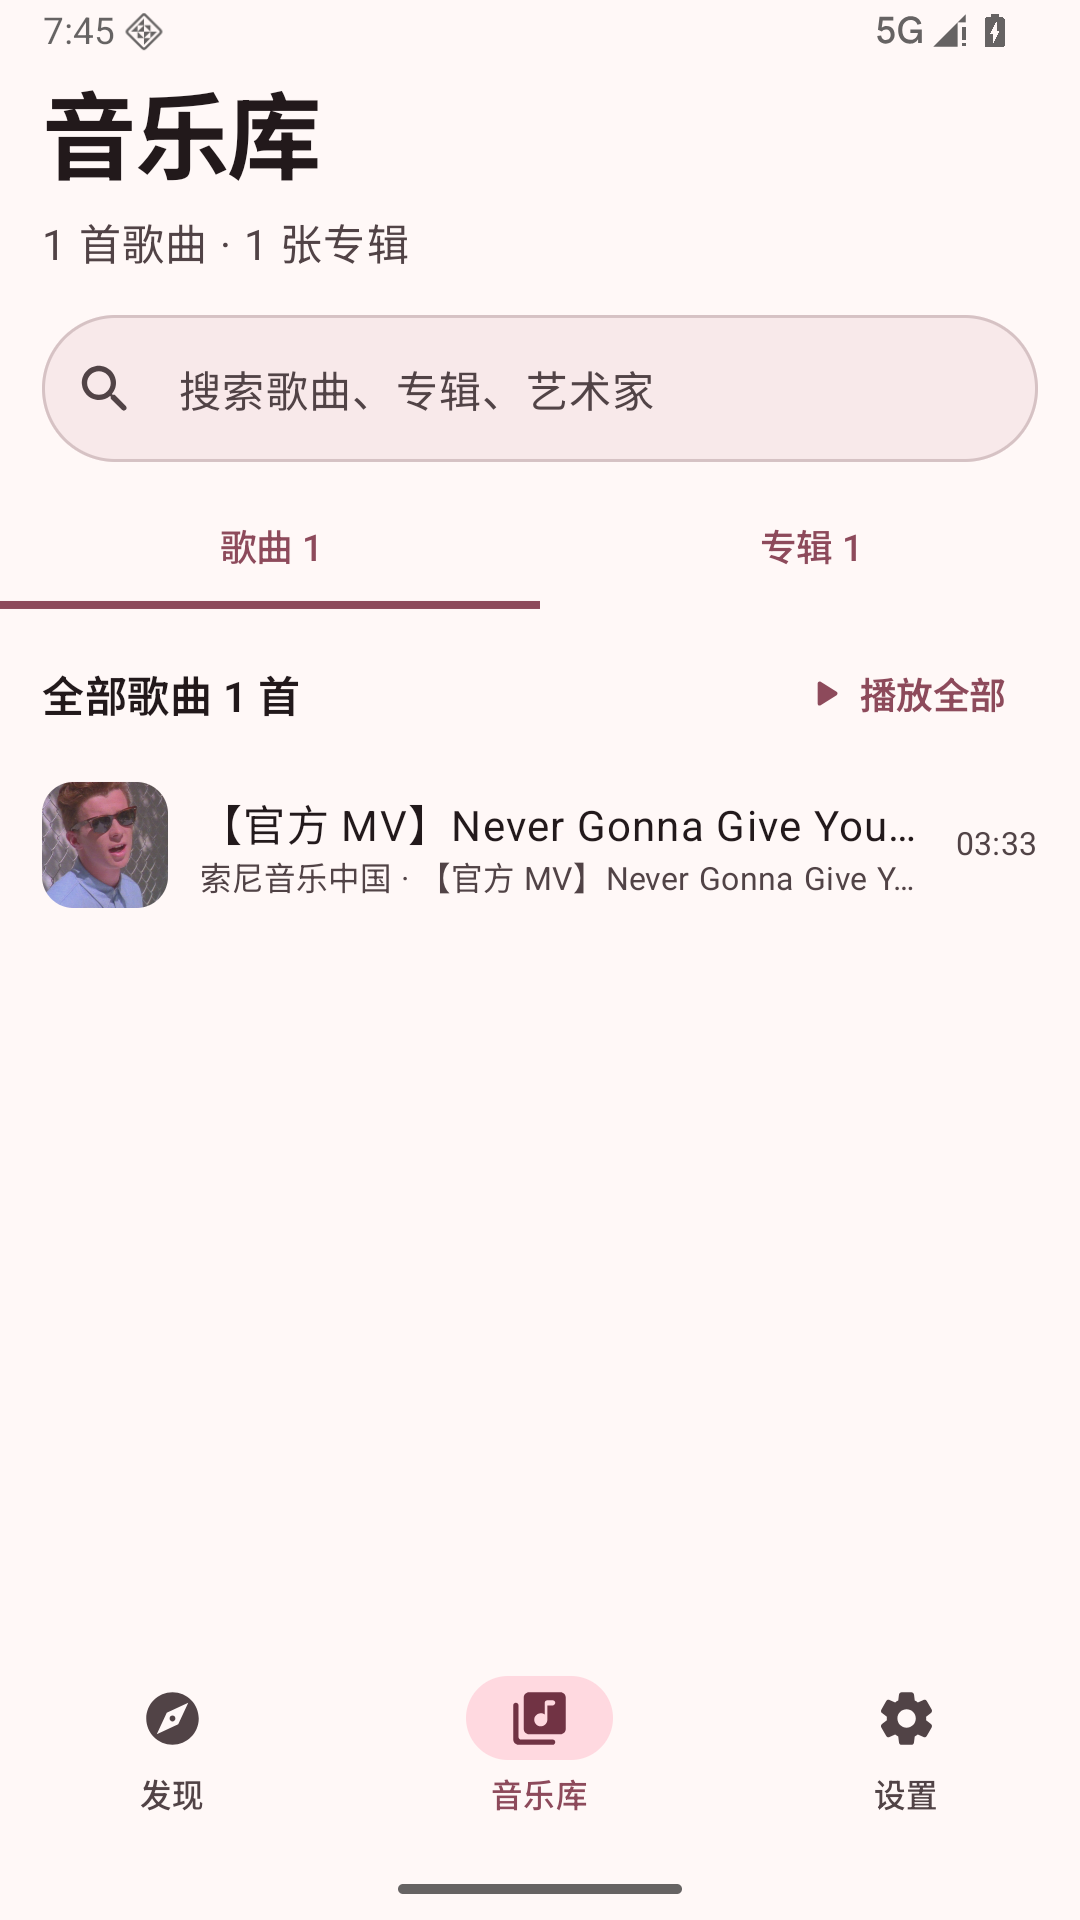 7:45
5G
音乐库
1 首歌曲 · 1 张专辑
搜索歌曲、专辑、艺术家
歌曲 1
专辑 1
全部歌曲 1 首
播放全部
【官方 MV】Never Gonna Give You...
03:33
索尼音乐中国 · 【官方 MV】Never Gonna Give Y...
发现
音乐库
设置